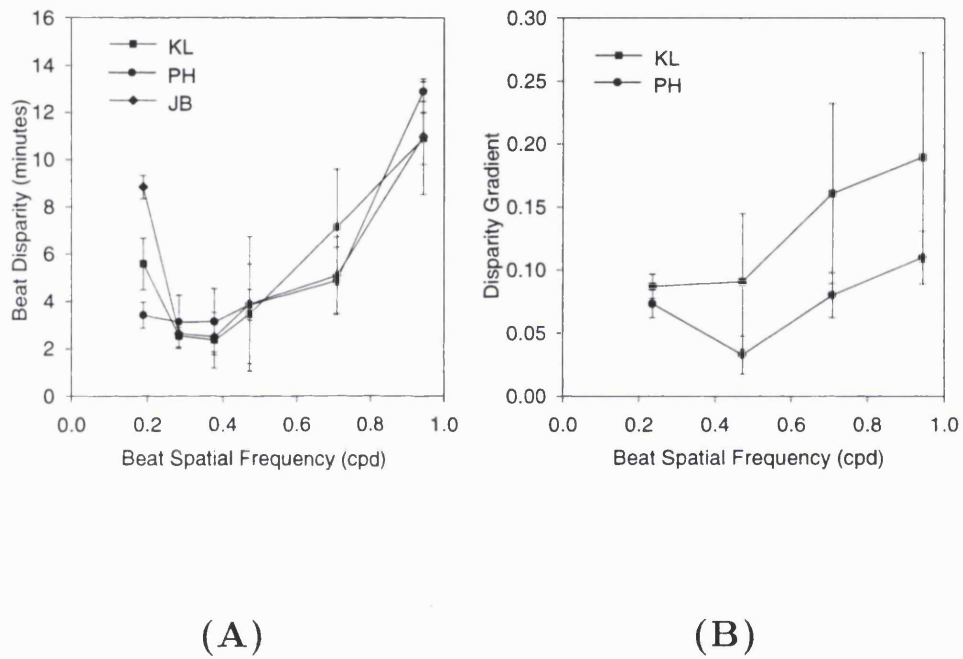 16
14
12
10
8
6
4
2
0
Beat Disparity (minutes)
KL
PH
JB
0.0 0.2 0.4 0.6 0.8 1.0
Beat Spatial Frequency (cpd)
(A)
0.30
0.25
0.20
0.15
0.10
0.05
0.00
Disparity Gradient
KL
PH
0.0 0.2 0.4 0.6 0.8 1.0
Beat Spatial Frequency (cpd)
(B)